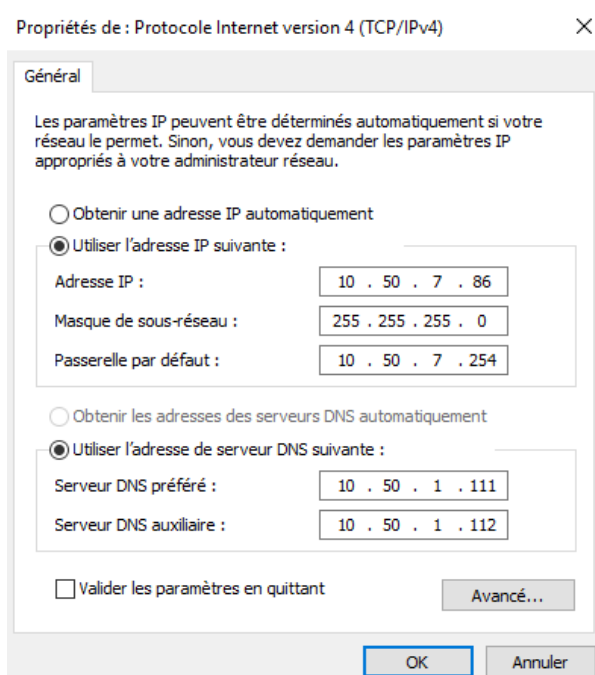 Propriétés de : Protocole Internet version 4 (TCP/IPv4)
Général
Les paramètres IP peuvent être déterminés automatiquement si votre
réseau le permet. Sinon, vous devez demander les paramètres IP
appropriés à votre administrateur réseau.
Obtenir une adresse IP automatiquement
Utiliser l'adresse IP suivante :
Adresse IP : 10 . 50 . 7 . 86
Masque de sous-réseau : 255 . 255 . 255 . 0
Passerelle par défaut : 10 . 50 . 7 . 254
Obtenir les adresses des serveurs DNS automatiquement
Utiliser l'adresse de serveur DNS suivante :
Serveur DNS préféré : 10 . 50 . 1 . 111
Serveur DNS auxiliaire : 10 . 50 . 1 . 112
Valider les paramètres en quittant Avancé...
OK Annuler